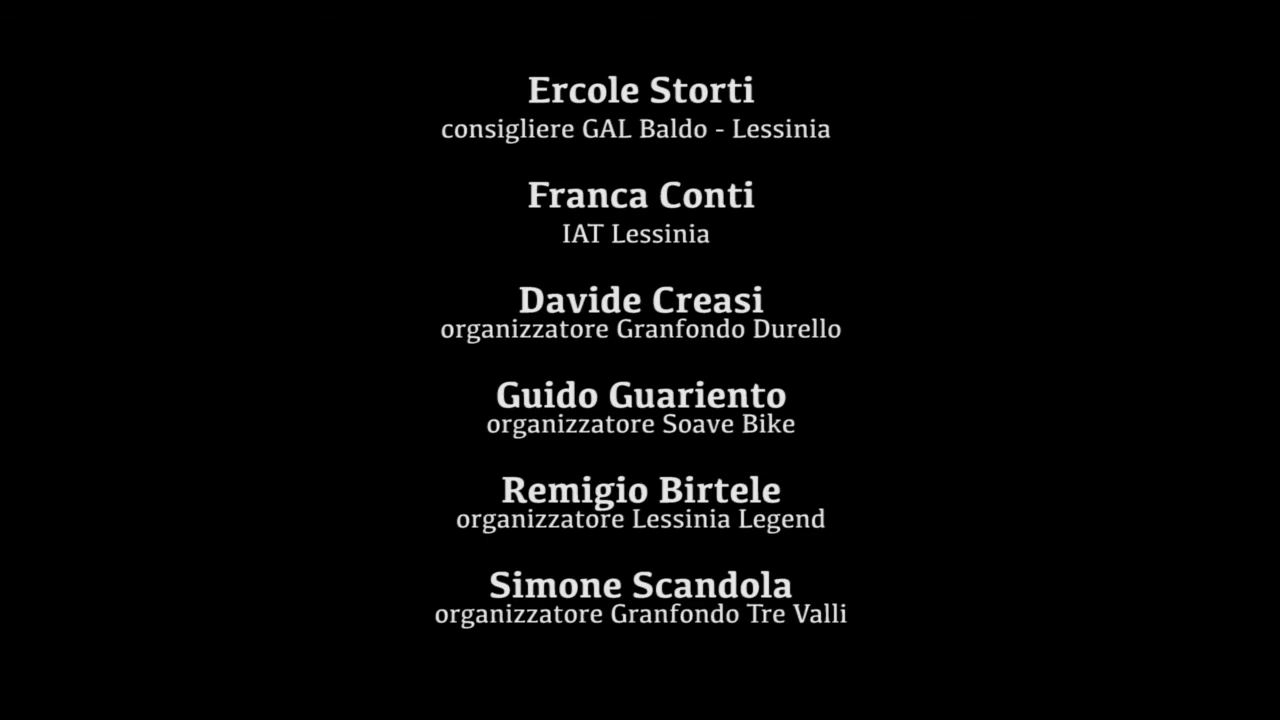 Ercole Storti
consigliere GAL Baldo - Lessinia
Franca Conti
IAT Lessinia
Davide Creasi
organizzatore Granfondo Durello
Guido Guariento
organizzatore Soave Bike
Remigio Birtele
organizzatore Lessinia Legend
Simone Scandola
organizzatore Granfondo Tre Valli